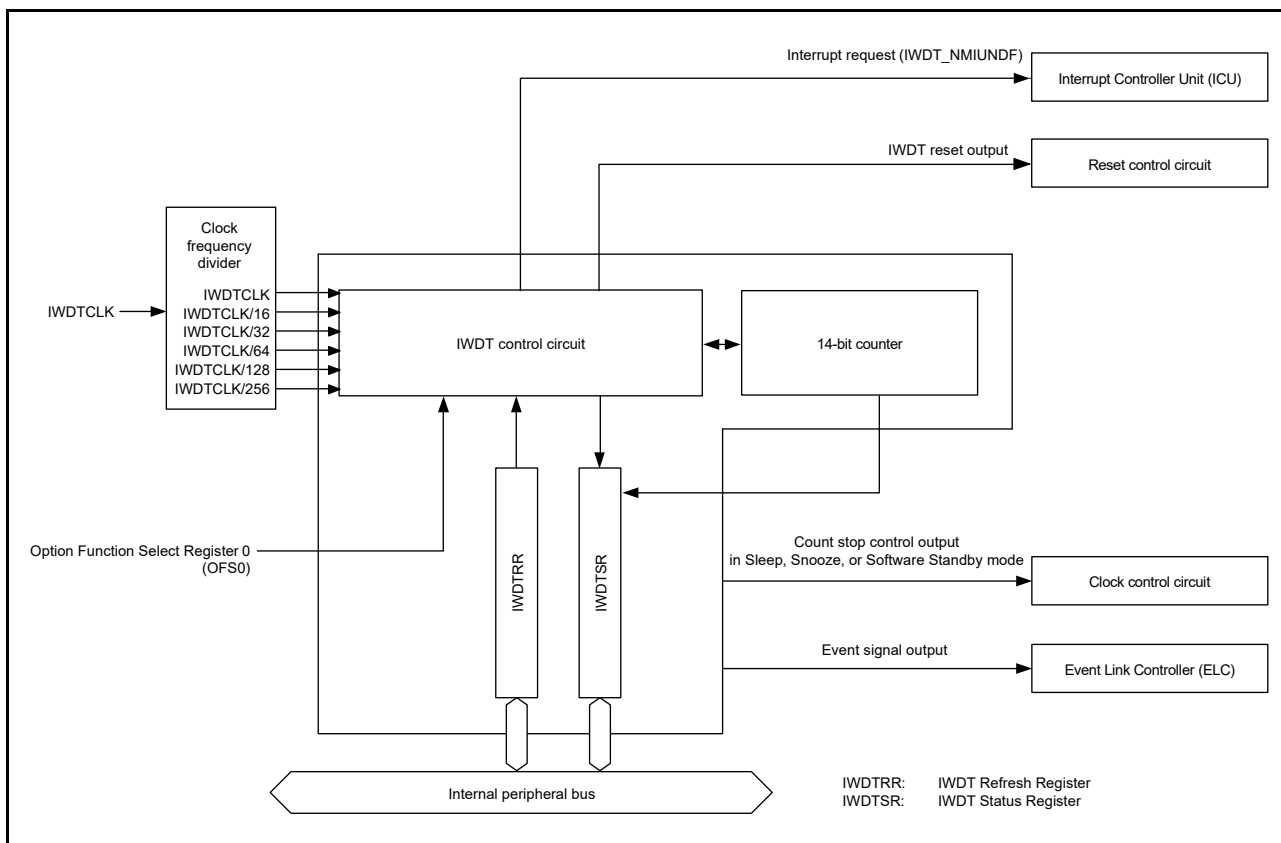 Interrupt request (IWDT_NMIUNDF)
Interrupt Controller Unit (ICU)
IWDT reset output
Reset control circuit
Clock
frequency
divider
IWDTCLK
IWDTCLK
IWDTCLK/16
IWDTCLK/32
IWDTCLK/64
IWDTCLK/128
IWDTCLK/256
IWDT control circuit
14-bit counter
Option Function Select Register 0
(OFS0)
IWDTRR
IWDTSR
Count stop control output
in Sleep, Snooze, or Software Standby mode
Clock control circuit
Event signal output
Event Link Controller (ELC)
Internal peripheral bus
IWDTRR: IWDT Refresh Register
IWDTSR: IWDT Status Register